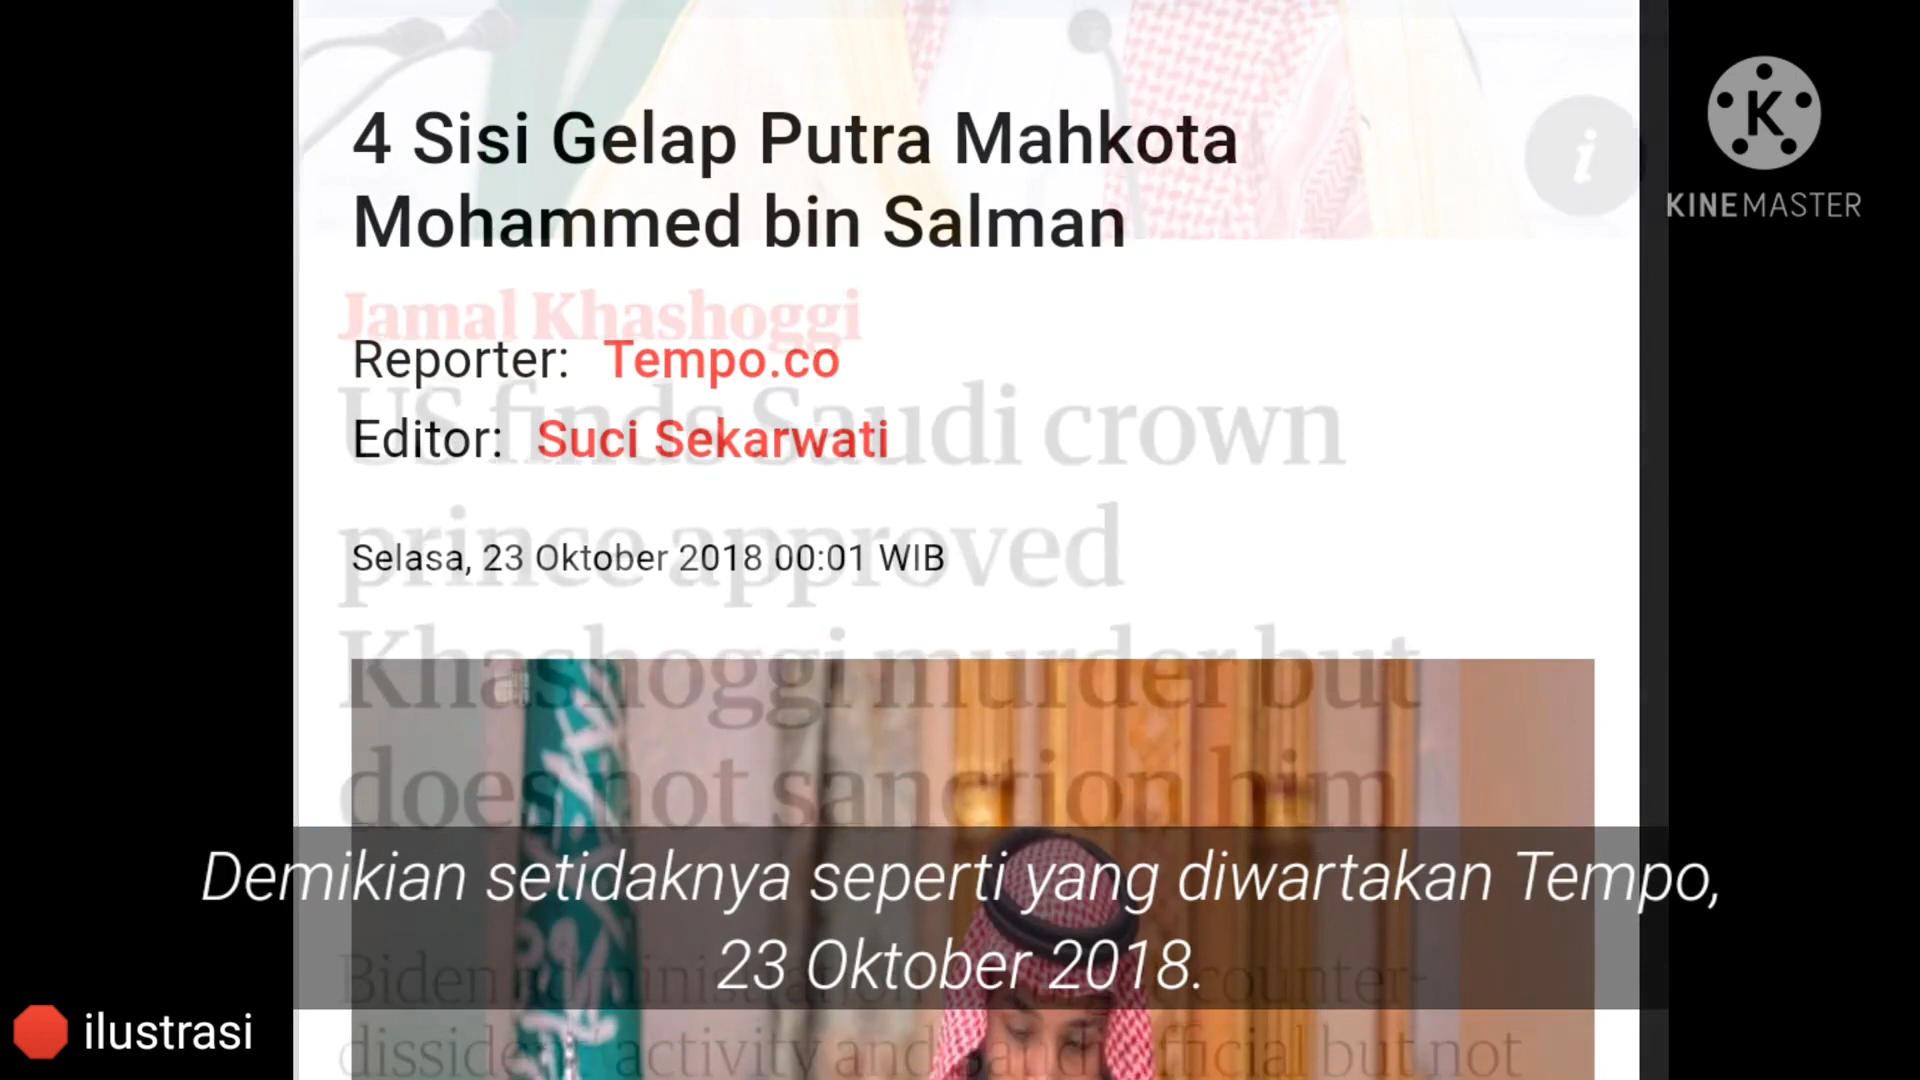 4 Sisi Gelap Putra Mahkota
Mohammed bin Salman
i
K
KINEMASTER
Jamal Khashoggi
Reporter: Tempo.co
US finds Saudi crown
Editor: Suci Sekarwati
prince approved
Selasa, 23 Oktober 2018 00:01 WIB
Khashoggi murder but
does not sanction him
Demikian setidaknya seperti yang diwartakan Tempo,
23 Oktober 2018.
Biden counter-
activity and but not
ilustrasi